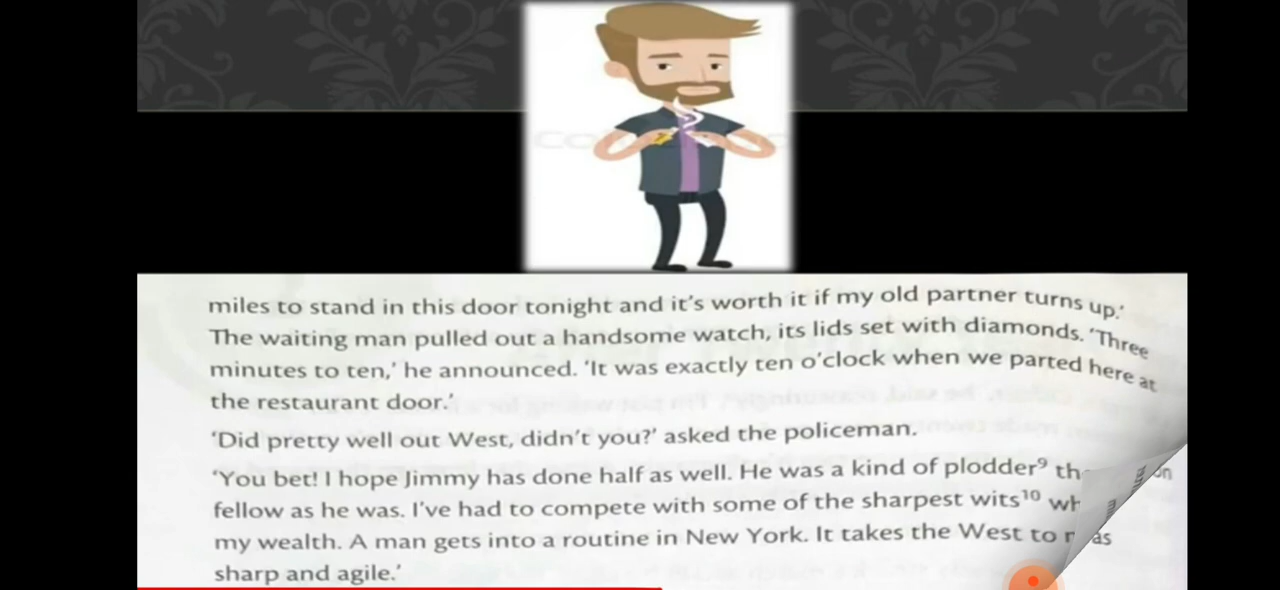 miles to stand in this door tonight and it's worth it if my old partner turns up.'
The waiting man pulled out a handsome watch, its lids set with diamonds. 'Three
minutes to ten,' he announced. 'It was exactly ten o'clock when we parted here at
the restaurant door.'
'Did pretty well out West, didn't you?' asked the policeman.
'You bet! I hope Jimmy has done half as well. He was a kind of plodder⁹
fellow as he was. I've had to compete with some of the sharpest wits¹⁰
my wealth. A man gets into a routine in New York. It takes the West to
sharp and agile.'